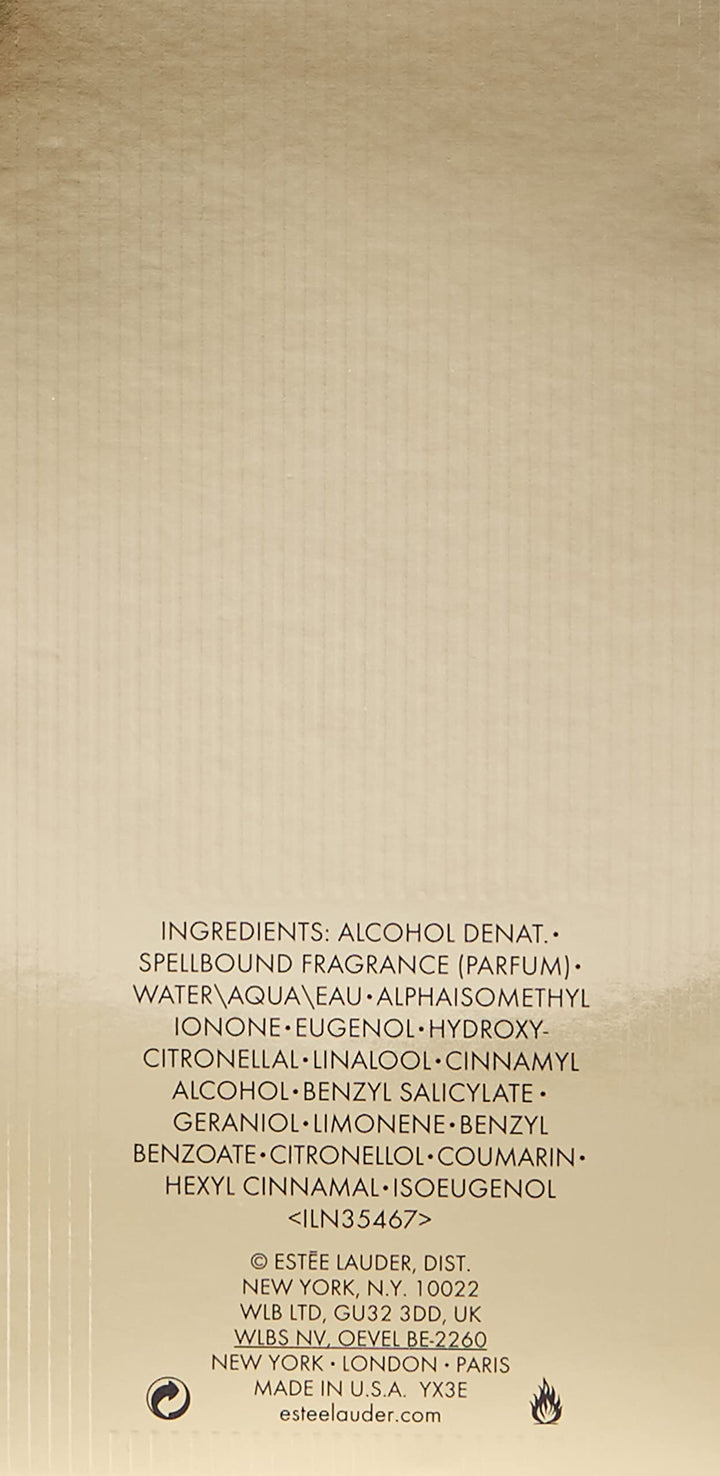 INGREDIENTS: ALCOHOL DENAT.•
SPELLBOUND FRAGRANCE (PARFUM)•
WATER\AQUA\EAU•ALPHAISOMETHYL
IONONE•EUGENOL•HYDROXY-
CITRONELLAL•LINALOOL•CINNAMYL
ALCOHOL•BENZYL SALICYLATE•
GERANIOL•LIMONENE•BENZYL
BENZOATE•CITRONELLOL•COUMARIN•
HEXYL CINNAMAL•ISOEUGENOL
<ILN35467>
© ESTĒE LAUDER, DIST.
NEW YORK, N.Y. 10022
WLB LTD, GU32 3DD, UK
WLBS NV, OEVEL BE-2260
NEW YORK • LONDON • PARIS
MADE IN U.S.A. YX3E
esteelauder.com